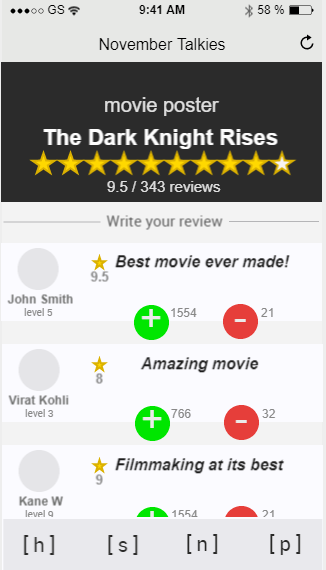 GS 9:41 AM 58 %
November Talkies
movie poster
The Dark Knight Rises
9.5 / 343 reviews
Write your review
Best movie ever made!
9.5
John Smith
level 5
+ 1554 - 21
Amazing movie
8
Virat Kohli
level 3
+ 766 - 32
Filmmaking at its best
9
Kane W
level 9
+ 1554 - 21
[ h ] [ s ] [ n ] [ p ]